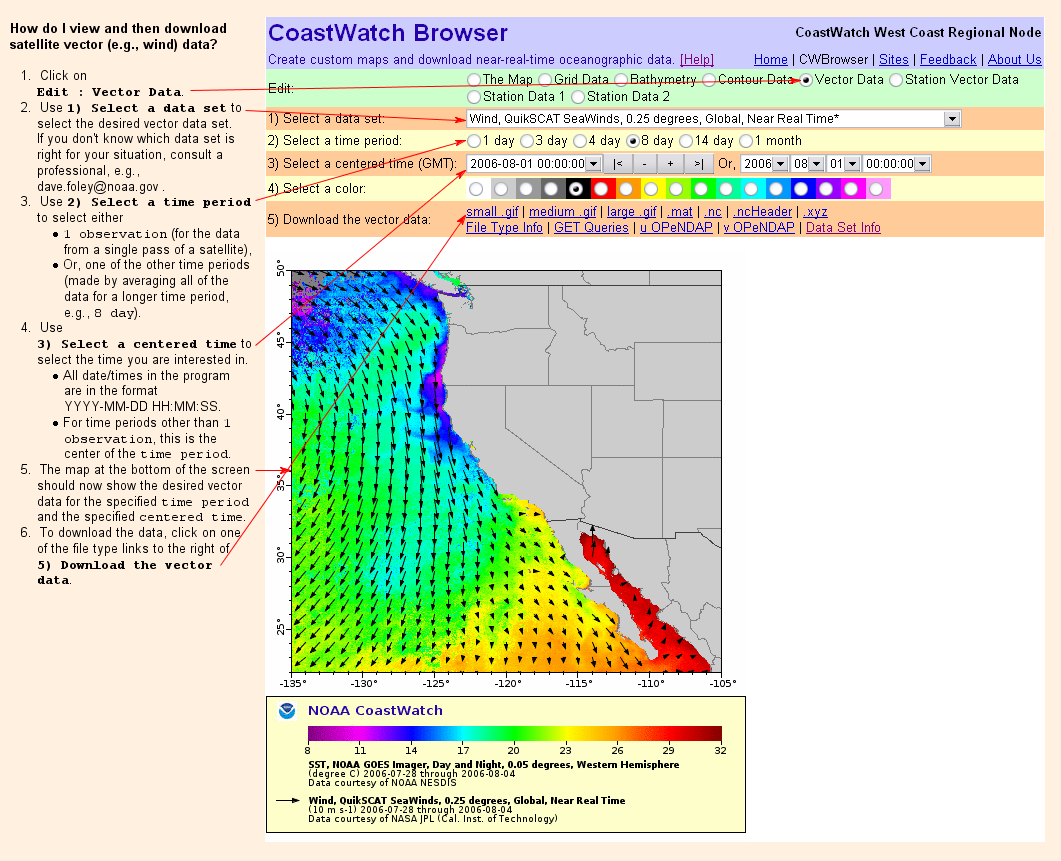 How do I view and then download
satellite vector (e.g., wind) data?
1. Click on
Edit : Vector Data.
2. Use 1) Select a data set to
select the desired vector data set.
If you don't know which data set is
right for your situation, consult a
professional, e.g.,
dave.foley@noaa.gov .
3. Use 2) Select a time period
to select either
• 1 observation (for the data
from a single pass of a satellite),
• Or, one of the other time periods
(made by averaging all of the
data for a longer time period,
e.g., 8 day).
4. Use
3) Select a centered time to
select the time you are interested in.
• All date/times in the program
are in the format
YYYY-MM-DD HH:MM:SS.
• For time periods other than 1
observation, this is the
center of the time period.
5. The map at the bottom of the screen
should now show the desired vector
data for the specified time period
and the specified centered time.
6. To download the data, click on one
of the file type links to the right of
5) Download the vector
data.
CoastWatch Browser
CoastWatch West Coast Regional Node
Create custom maps and download near-real-time oceanographic data. [Help]
Home | CWBrowser | Sites | Feedback | About Us
Edit:
The Map Grid Data Bathymetry Contour Data Vector Data Station Vector Data
Station Data 1 Station Data 2
1) Select a data set:
Wind, QuikSCAT SeaWinds, 0.25 degrees, Global, Near Real Time*
2) Select a time period:
1 day 3 day 4 day 8 day 14 day 1 month
3) Select a centered time (GMT):
2006-08-01 00:00:00 |< - + >| Or, 2006 08 01 00:00:00
4) Select a color:
5) Download the vector data:
small .gif | medium .gif | large .gif | .mat | .nc | .ncHeader | .xyz
File Type Info | GET Queries | u OPeNDAP | v OPeNDAP | Data Set Info
50°
45°
40°
35°
30°
25°
-135° -130° -125° -120° -115° -110° -105°
NOAA CoastWatch
8 11 14 17 20 23 26 29 32
SST, NOAA GOES Imager, Day and Night, 0.05 degrees, Western Hemisphere
(degree C) 2006-07-28 through 2006-08-04
Data courtesy of NOAA NESDIS
Wind, QuikSCAT SeaWinds, 0.25 degrees, Global, Near Real Time
(10 m s-1) 2006-07-28 through 2006-08-04
Data courtesy of NASA JPL (Cal. Inst. of Technology)